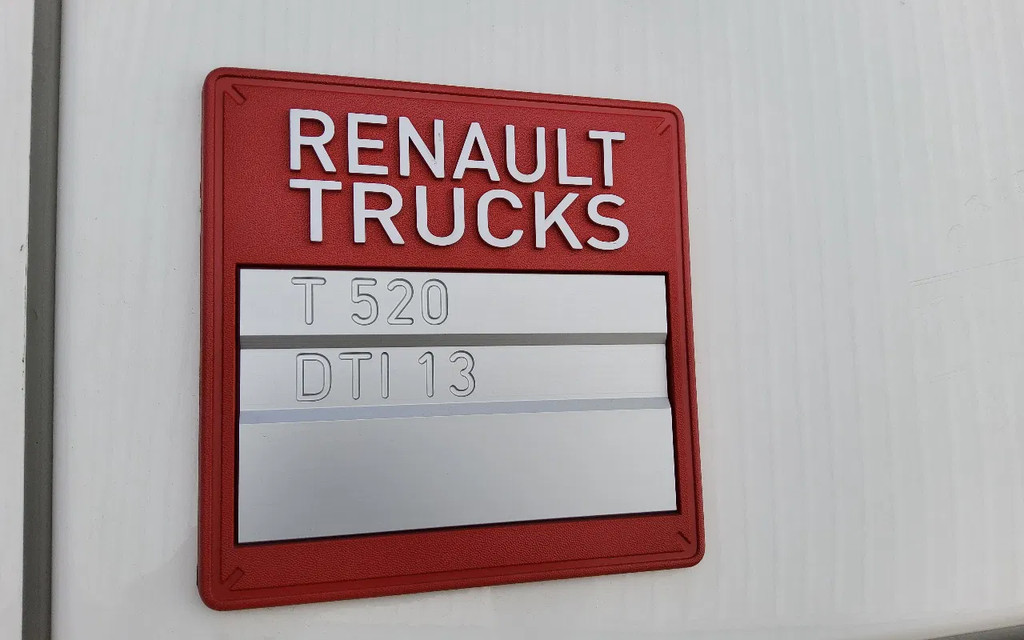 RENAULT
TRUCKS
T 520
DTI 13